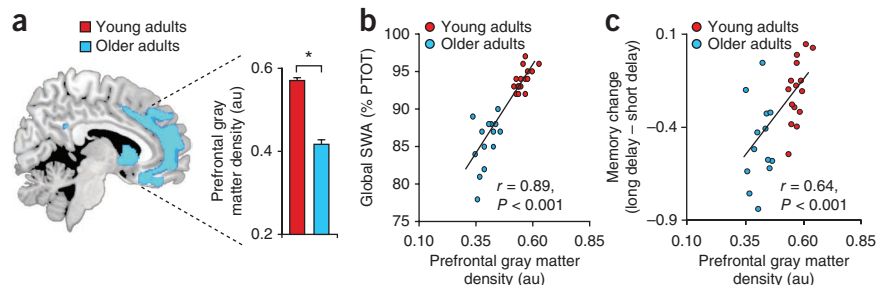 a
Young adults
Older adults
Prefrontal gray
matter density (au)
0.6
0.4
0.2
*
b
Young adults
Older adults
Global SWA (% PTOT)
100
95
90
85
80
75
r = 0.89,
P < 0.001
0.10 0.35 0.60 0.85
Prefrontal gray matter
density (au)
c
Young adults
Older adults
Memory change
(long delay – short delay)
0.1
–0.4
–0.9
r = 0.64,
P < 0.001
0.10 0.35 0.60 0.85
Prefrontal gray matter
density (au)